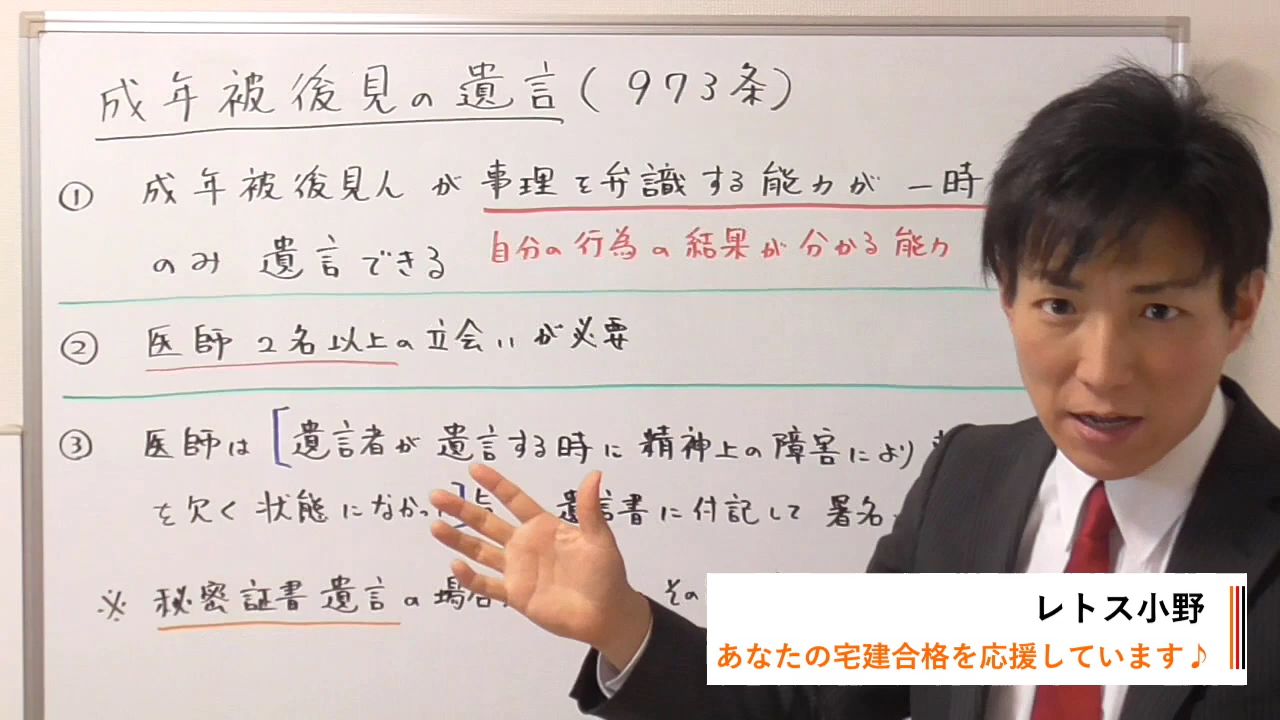 成年被後見の遺言(973条)
① 成年被後見人が事理を弁識する能力が一時
のみ遺言できる
自分の行為の結果が分かる能力
② 医師2名以上の立会いが必要
③ 医師は[遺言者が遺言する時に精神上の障害により
を欠く状態になかっ 遺言書に付記して署名
※ 秘密証書遺言の場合 その
レトス小野
あなたの宅建合格を応援しています♪